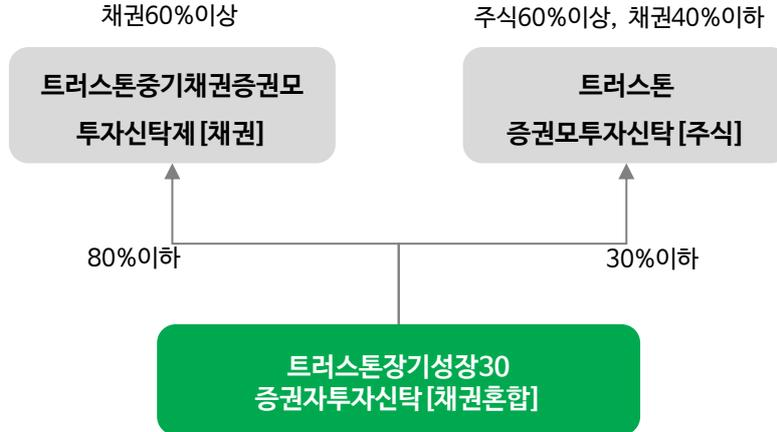 채권60%이상
주식60%이상, 채권40%이하
트러스톤중기채권증권모
투자신탁제[채권]
트러스톤
증권모투자신탁[주식]
80%이하
30%이하
트러스톤장기성장30
증권자투자신탁[채권혼합]